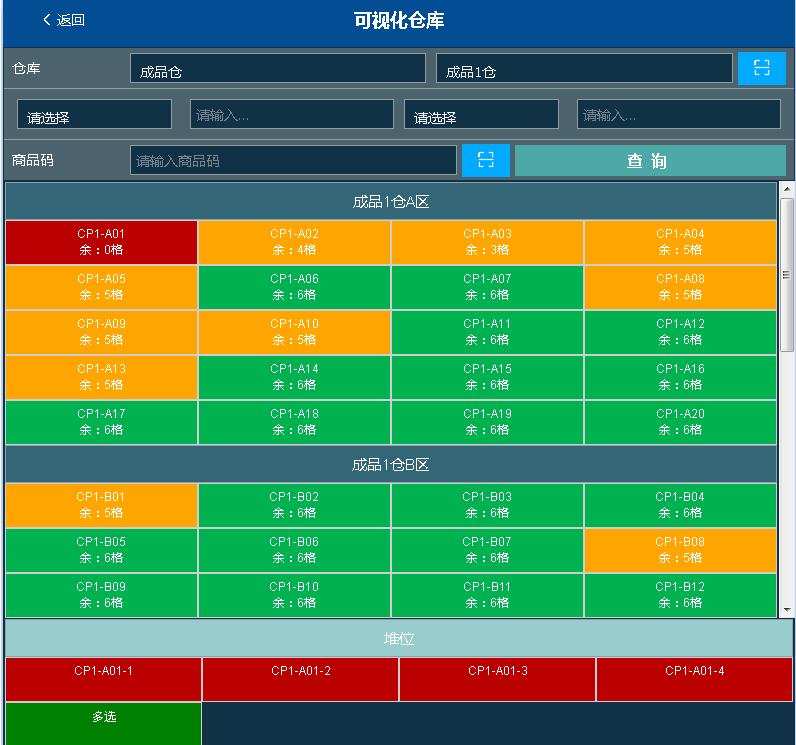 返回
可视化仓库
仓库 成品仓 成品1仓
请选择 请输入... 请选择 请输入...
商品码 请输入商品码 查 询
成品1仓A区
CP1-A01 CP1-A02 CP1-A03 CP1-A04
余：0格 余：4格 余：3格 余：5格
CP1-A05 CP1-A06 CP1-A07 CP1-A08
余：5格 余：6格 余：6格 余：5格
CP1-A09 CP1-A10 CP1-A11 CP1-A12
余：5格 余：5格 余：6格 余：6格
CP1-A13 CP1-A14 CP1-A15 CP1-A16
余：5格 余：6格 余：6格 余：6格
CP1-A17 CP1-A18 CP1-A19 CP1-A20
余：6格 余：6格 余：6格 余：6格
成品1仓B区
CP1-B01 CP1-B02 CP1-B03 CP1-B04
余：5格 余：6格 余：6格 余：6格
CP1-B05 CP1-B06 CP1-B07 CP1-B08
余：6格 余：6格 余：6格 余：5格
CP1-B09 CP1-B10 CP1-B11 CP1-B12
余：6格 余：6格 余：6格 余：6格
堆位
CP1-A01-1 CP1-A01-2 CP1-A01-3 CP1-A01-4
多选